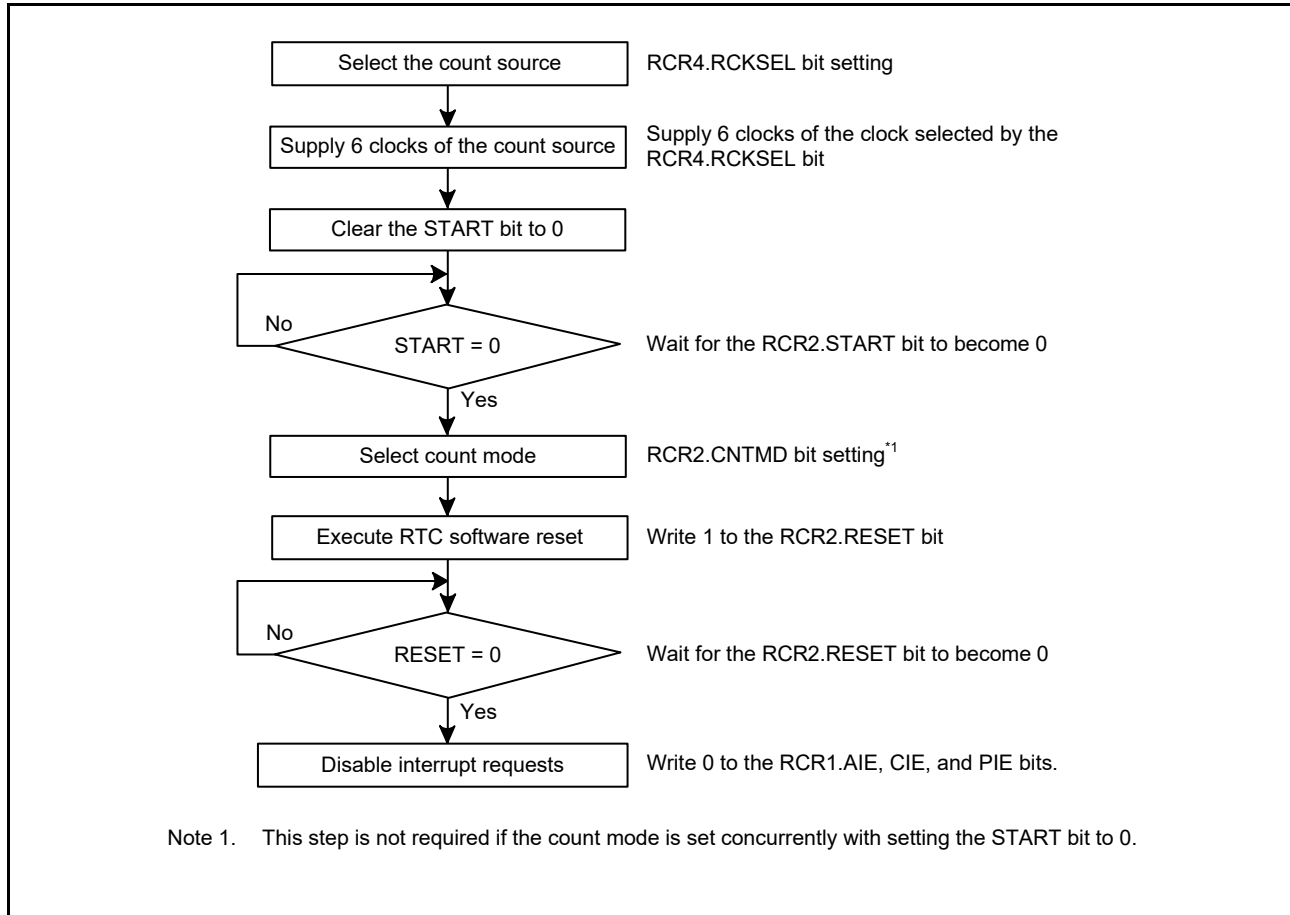 Select the count source
RCR4.RCKSEL bit setting
Supply 6 clocks of the count source
Supply 6 clocks of the clock selected by the
RCR4.RCKSEL bit
Clear the START bit to 0
No
START = 0
Wait for the RCR2.START bit to become 0
Yes
Select count mode
RCR2.CNTMD bit setting*1
Execute RTC software reset
Write 1 to the RCR2.RESET bit
No
RESET = 0
Wait for the RCR2.RESET bit to become 0
Yes
Disable interrupt requests
Write 0 to the RCR1.AIE, CIE, and PIE bits.
Note 1. This step is not required if the count mode is set concurrently with setting the START bit to 0.